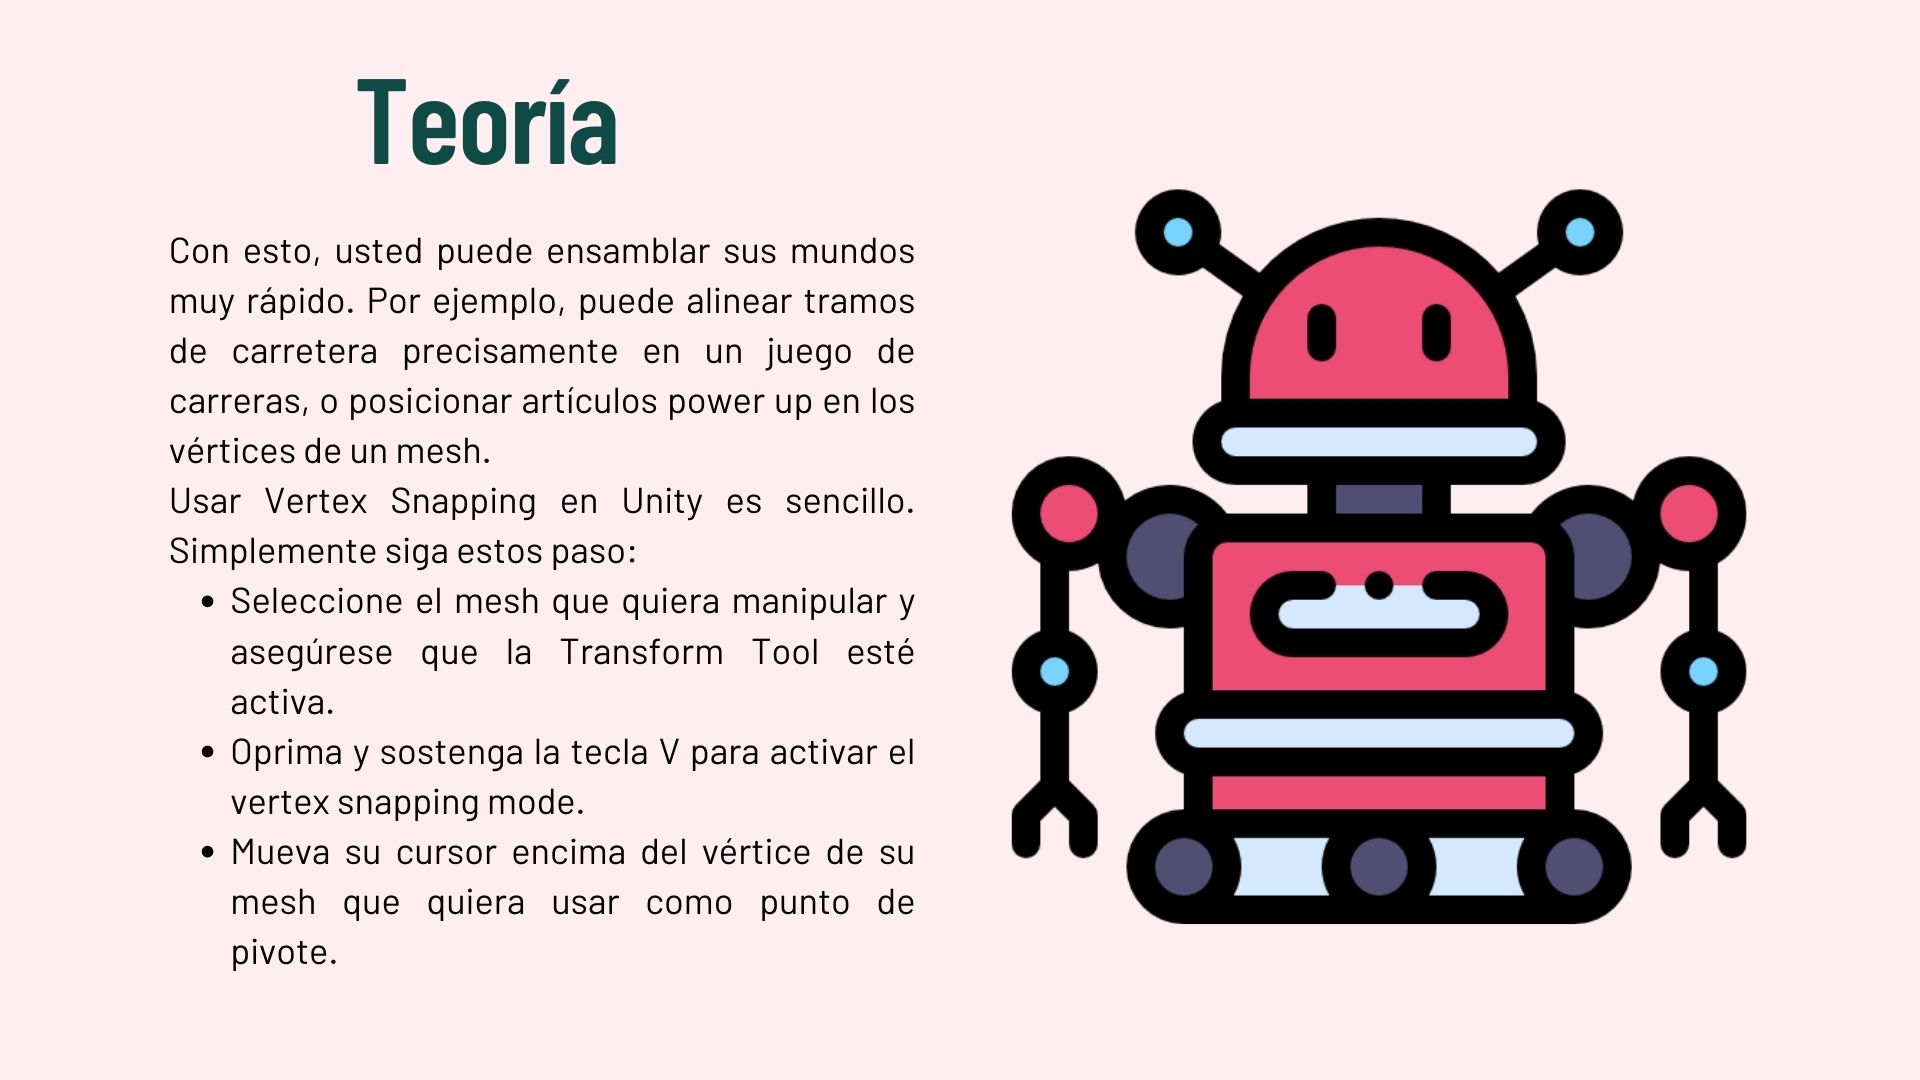 Teoría
Con esto, usted puede ensamblar sus mundos
muy rápido. Por ejemplo, puede alinear tramos
de carretera precisamente en un juego de
carreras, o posicionar artículos power up en los
vértices de un mesh.
Usar Vertex Snapping en Unity es sencillo.
Simplemente siga estos paso:
• Seleccione el mesh que quiera manipular y
asegúrese que la Transform Tool esté
activa.
• Oprima y sostenga la tecla V para activar el
vertex snapping mode.
• Mueva su cursor encima del vértice de su
mesh que quiera usar como punto de
pivote.